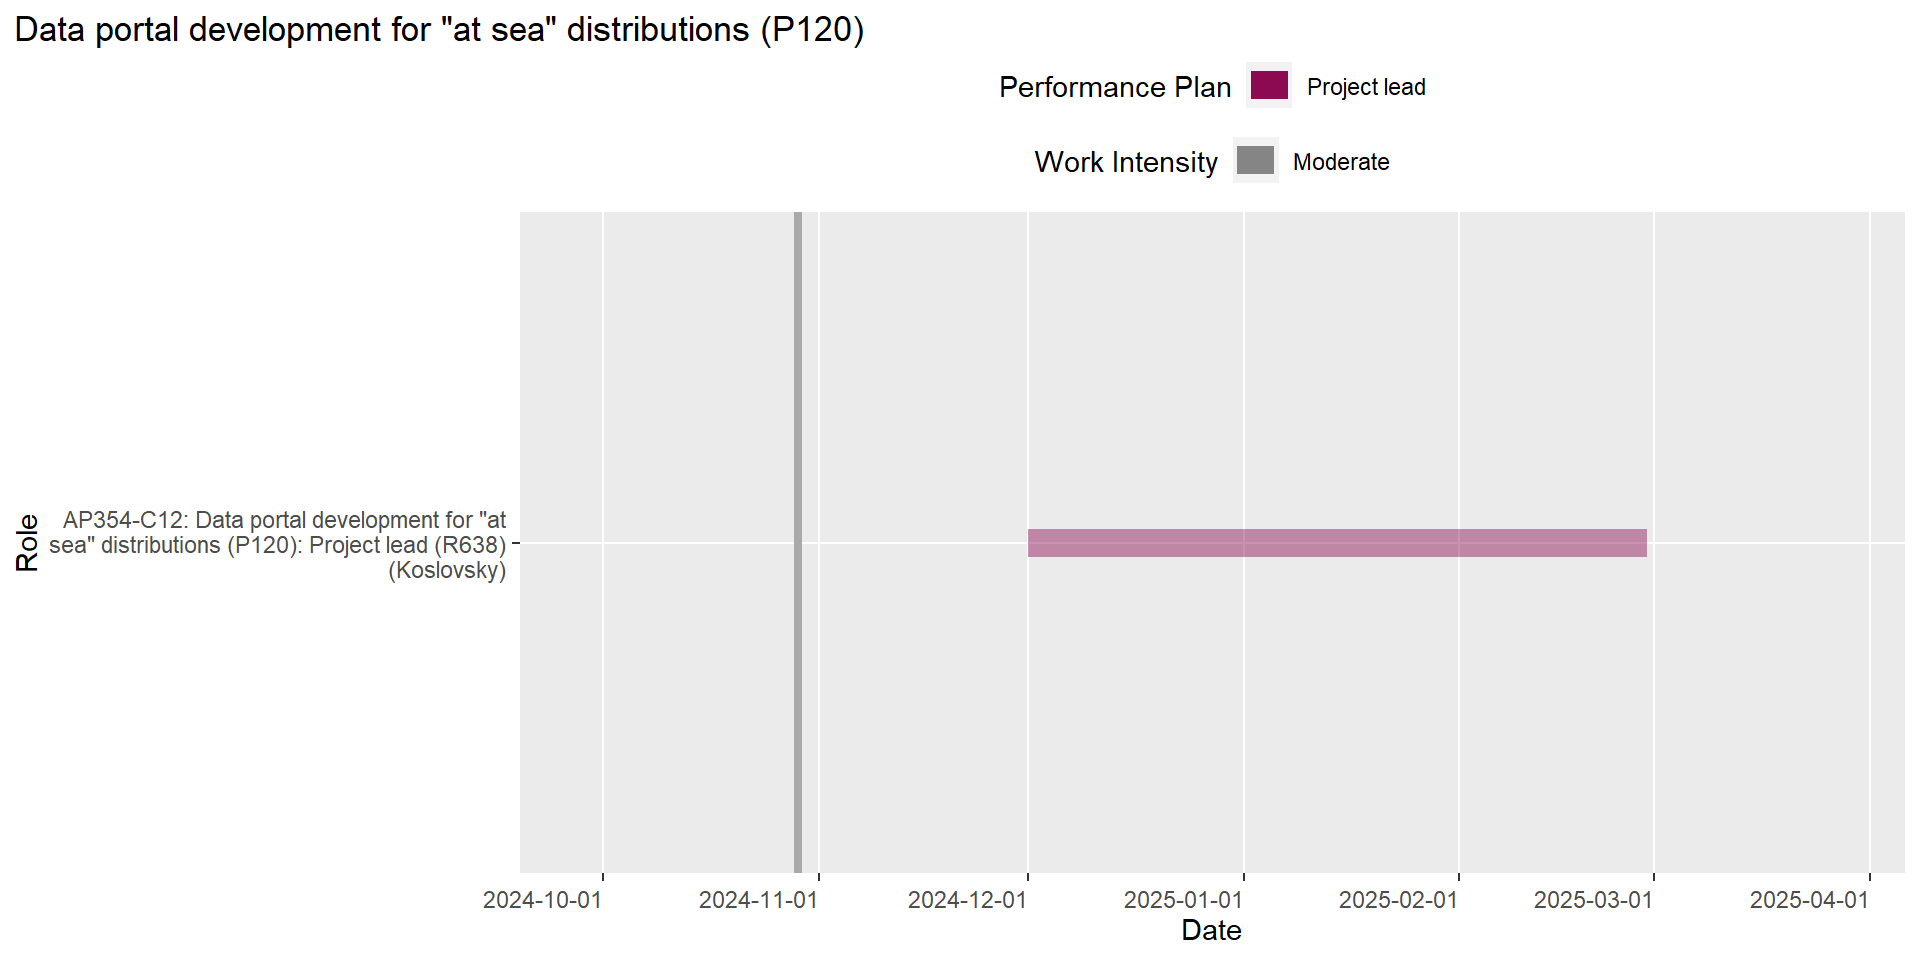 Data portal development for "at sea" distributions (P120)
Performance Plan
Project lead
Work Intensity
Moderate
Role
AP354-C12: Data portal development for "at
sea" distributions (P120): Project lead (R638)
(Koslovsky)
2024-10-01
2024-11-01
2024-12-01
2025-01-01
2025-02-01
2025-03-01
2025-04-01
Date